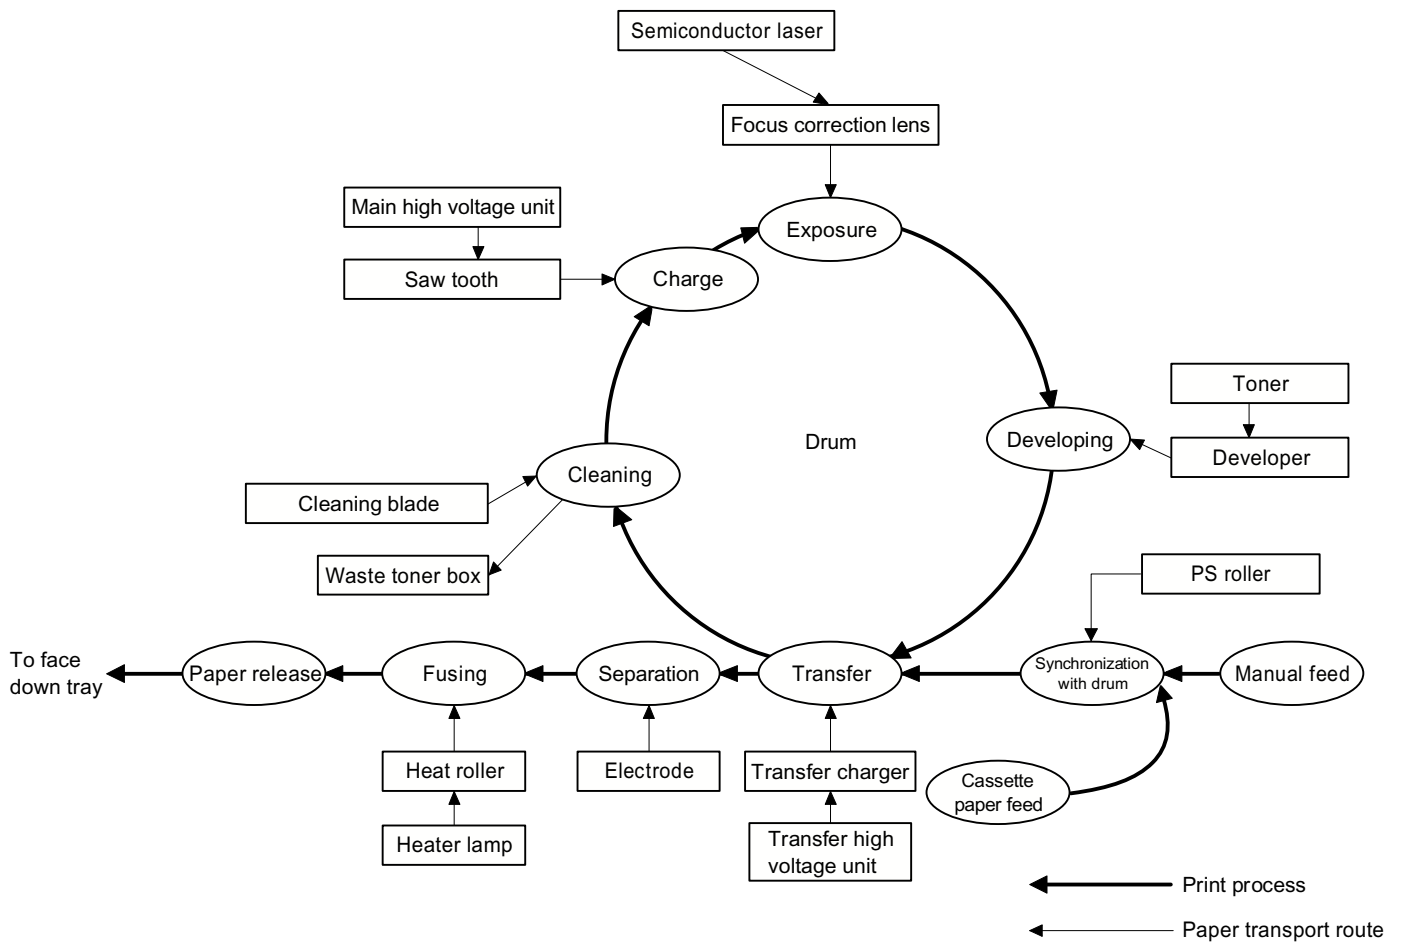 Semiconductor laser
Focus correction lens
Main high voltage unit
Exposure
Saw tooth
Charge
Toner
Drum
Developing
Developer
Cleaning
Cleaning blade
Waste toner box
PS roller
To face
down tray
Paper release
Fusing
Separation
Transfer
Synchronization
with drum
Manual feed
Heat roller
Electrode
Transfer charger
Cassette
paper feed
Heater lamp
Transfer high
voltage unit
Print process
Paper transport route